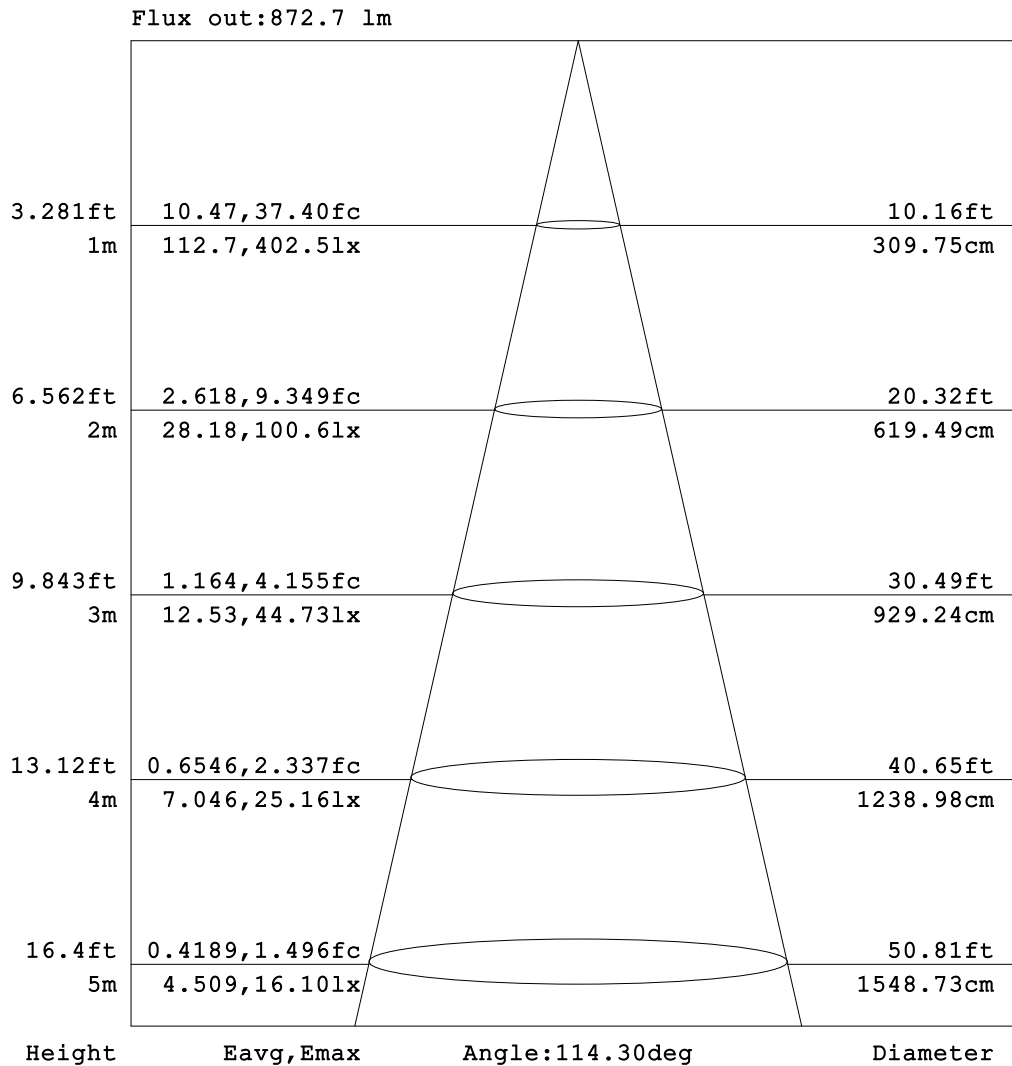 Flux out:872.7 lm
3.281ft 10.47,37.40fc 10.16ft
1m 112.7,402.5lx 309.75cm
6.562ft 2.618,9.349fc 20.32ft
2m 28.18,100.6lx 619.49cm
9.843ft 1.164,4.155fc 30.49ft
3m 12.53,44.73lx 929.24cm
13.12ft 0.6546,2.337fc 40.65ft
4m 7.046,25.16lx 1238.98cm
16.4ft 0.4189,1.496fc 50.81ft
5m 4.509,16.10lx 1548.73cm
Height Eavg,Emax Angle:114.30deg Diameter